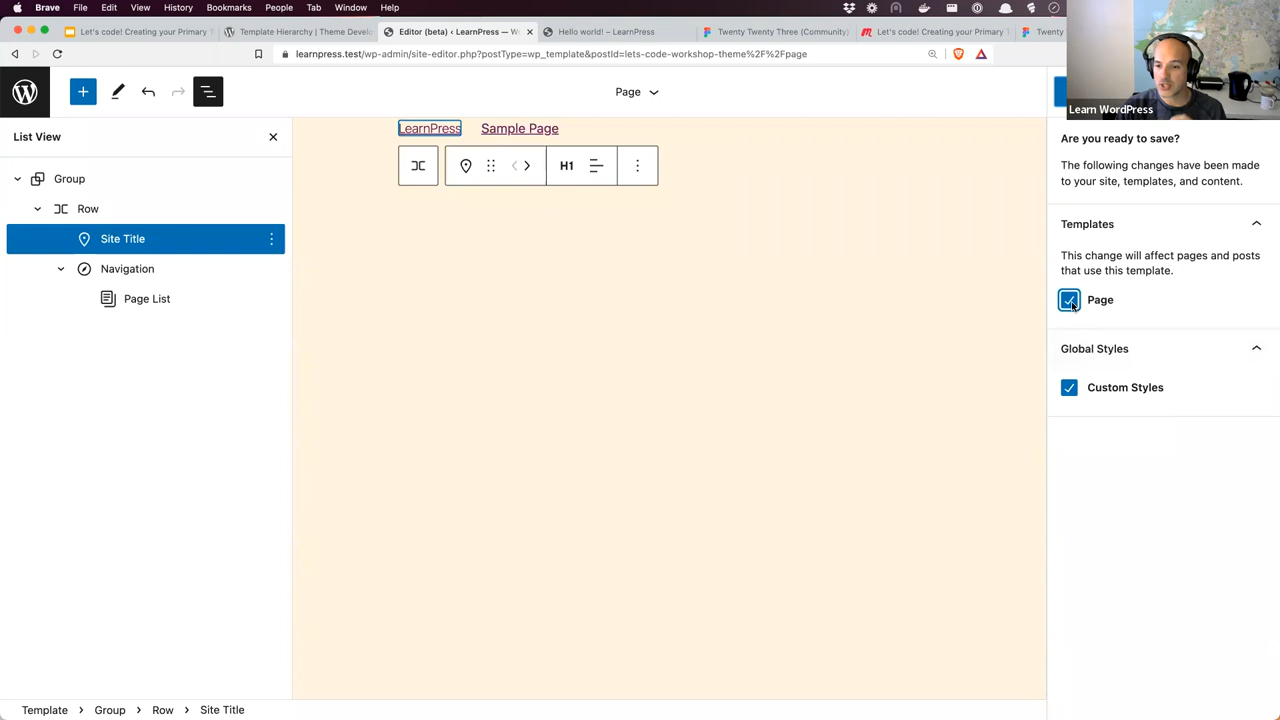 Brave File Edit View History Bookmarks People Tab Window Help
Let's code! Creating your Primary T
Template Hierarchy | Theme Develo
Editor (beta) ‹ LearnPress — W
Hello world! – LearnPress
Twenty Twenty Three (Community)
Let's code! Creating your Primary
Twenty
learnpress.test/wp-admin/site-editor.php?postType=wp_template&postId=lets-code-workshop-theme%2F%2Fpage
Learn WordPress
Page
List View
Group
Row
Site Title
Navigation
Page List
LearnPress Sample Page
H1
Are you ready to save?
The following changes have been made
to your site, templates, and content.
Templates
This change will affect pages and posts
that use this template.
Page
Global Styles
Custom Styles
Template > Group > Row > Site Title